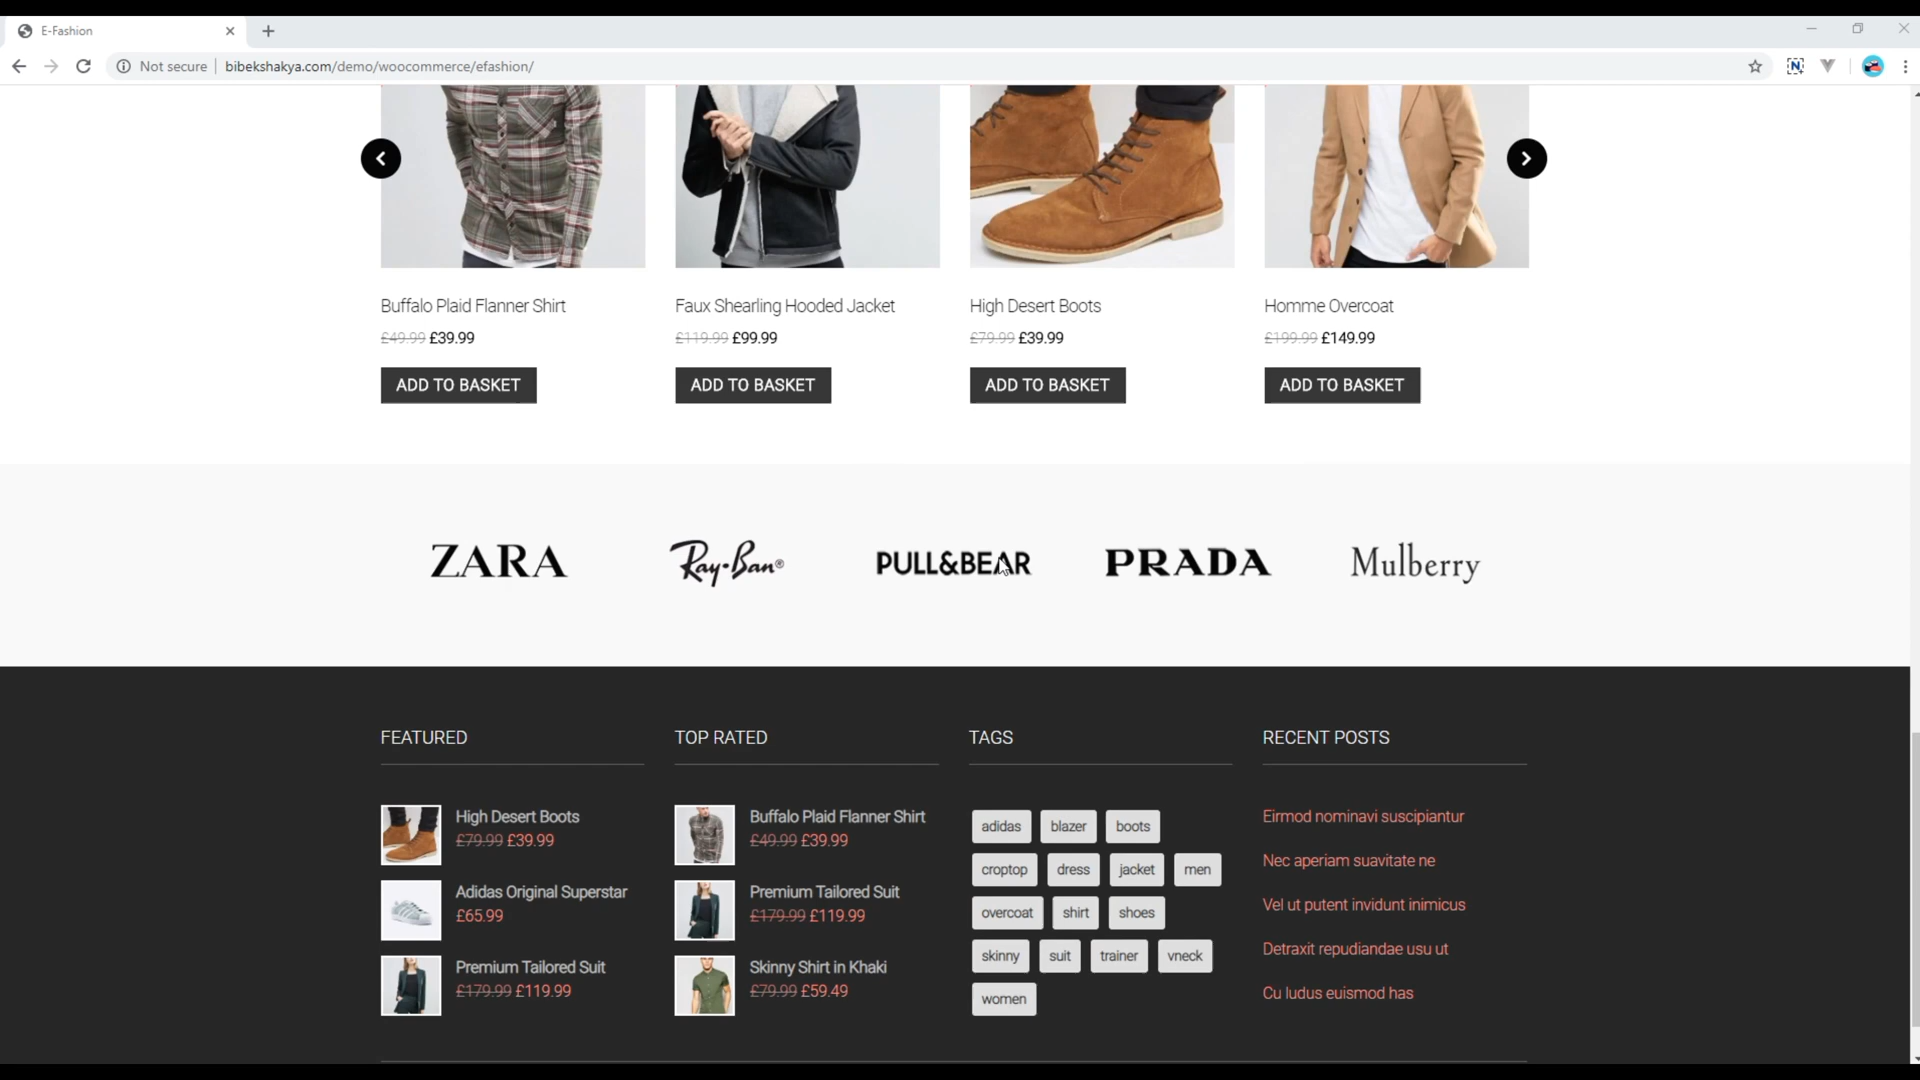 E-Fashion
Not secure
bibekshakya.com/demo/woocommerce/efashion/
Buffalo Plaid Flanner Shirt
£49.99 £39.99
ADD TO BASKET
Faux Shearling Hooded Jacket
£119.99 £99.99
ADD TO BASKET
High Desert Boots
£79.99 £39.99
ADD TO BASKET
Homme Overcoat
£199.99 £149.99
ADD TO BASKET
ZARA
Ray-Ban®
PULL&BEAR
PRADA
Mulberry
FEATURED
High Desert Boots
£79.99 £39.99
Adidas Original Superstar
£65.99
Premium Tailored Suit
£179.99 £119.99
TOP RATED
Buffalo Plaid Flanner Shirt
£49.99 £39.99
Premium Tailored Suit
£179.99 £119.99
Skinny Shirt in Khaki
£79.99 £59.49
TAGS
adidas blazer boots
croptop dress jacket men
overcoat shirt shoes
skinny suit trainer vneck
women
RECENT POSTS
Eirmod nominavi suscipiantur
Nec aperiam suavitate ne
Vel ut putent invidunt inimicus
Detraxit repudiandae usu ut
Cu ludus euismod has